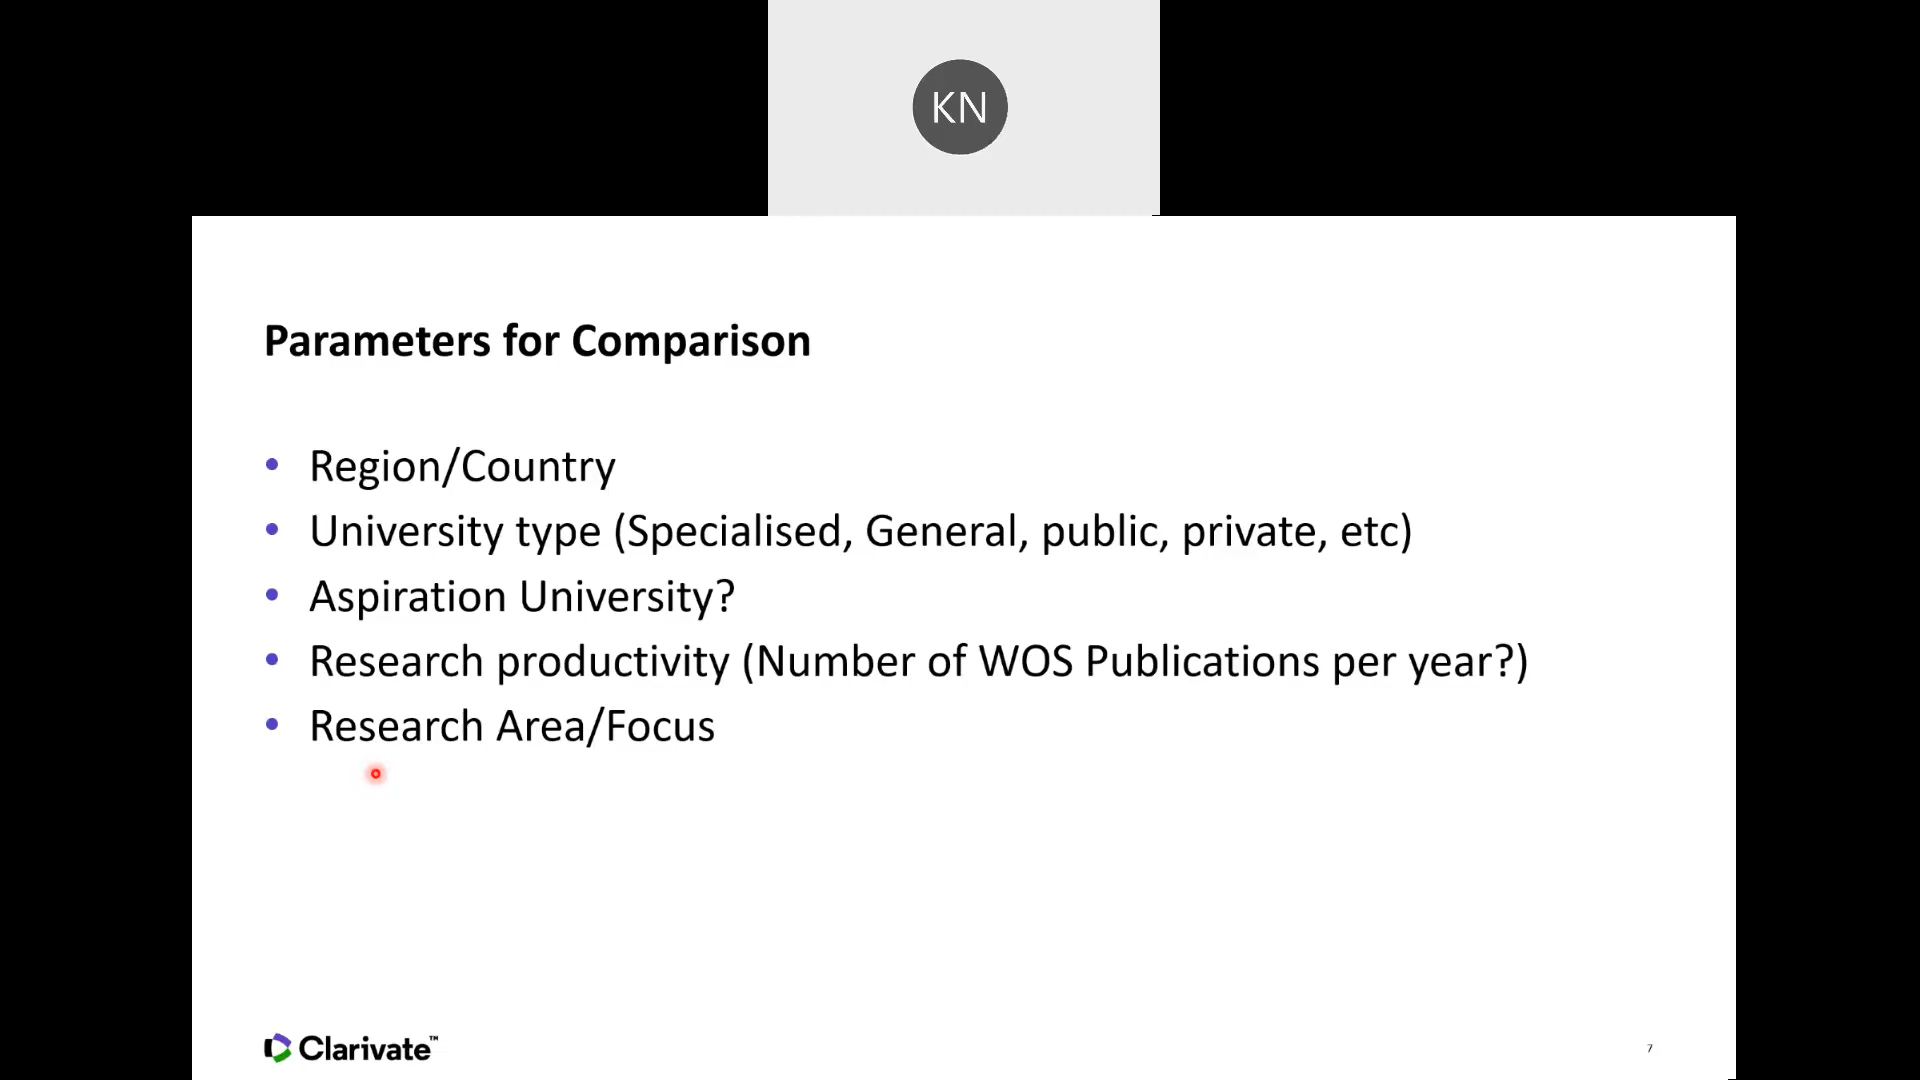 KN
Parameters for Comparison
• Region/Country
• University type (Specialised, General, public, private, etc)
• Aspiration University?
• Research productivity (Number of WOS Publications per year?)
• Research Area/Focus
Clarivate™
7